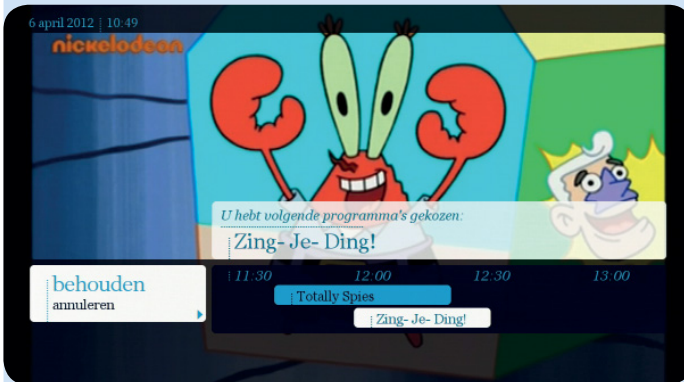 6 april 2012 | 10:49
nickelodeon
U hebt volgende programma's gekozen:
Zing- Je- Ding!
behouden
annuleren
11:30 12:00 12:30 13:00
Totally Spies
Zing- Je- Ding!